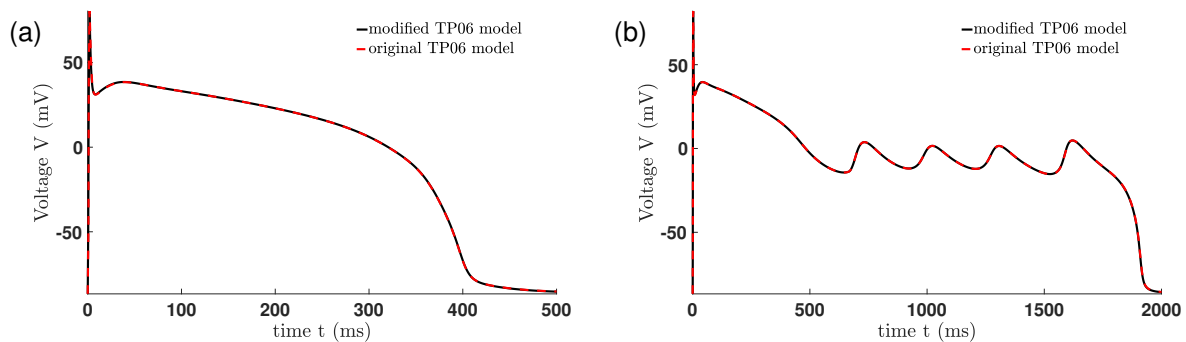 (a)
modified TP06 model
original TP06 model
Voltage V (mV)
50
0
-50
0 100 200 300 400 500
time t (ms)
(b)
modified TP06 model
original TP06 model
Voltage V (mV)
50
0
-50
0 500 1000 1500 2000
time t (ms)